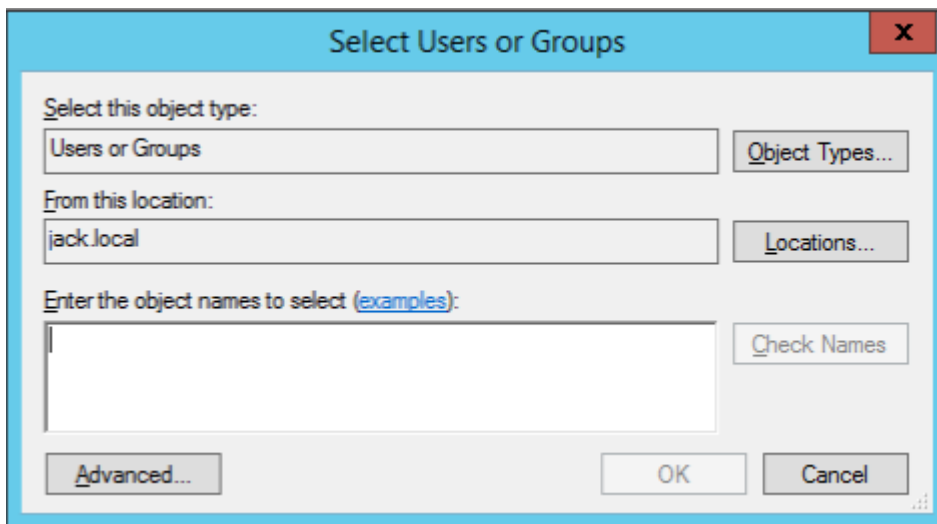 Select Users or Groups
x
Select this object type:
Users or Groups
Object Types...
From this location:
jack.local
Locations...
Enter the object names to select (examples):
Check Names
Advanced...
OK
Cancel